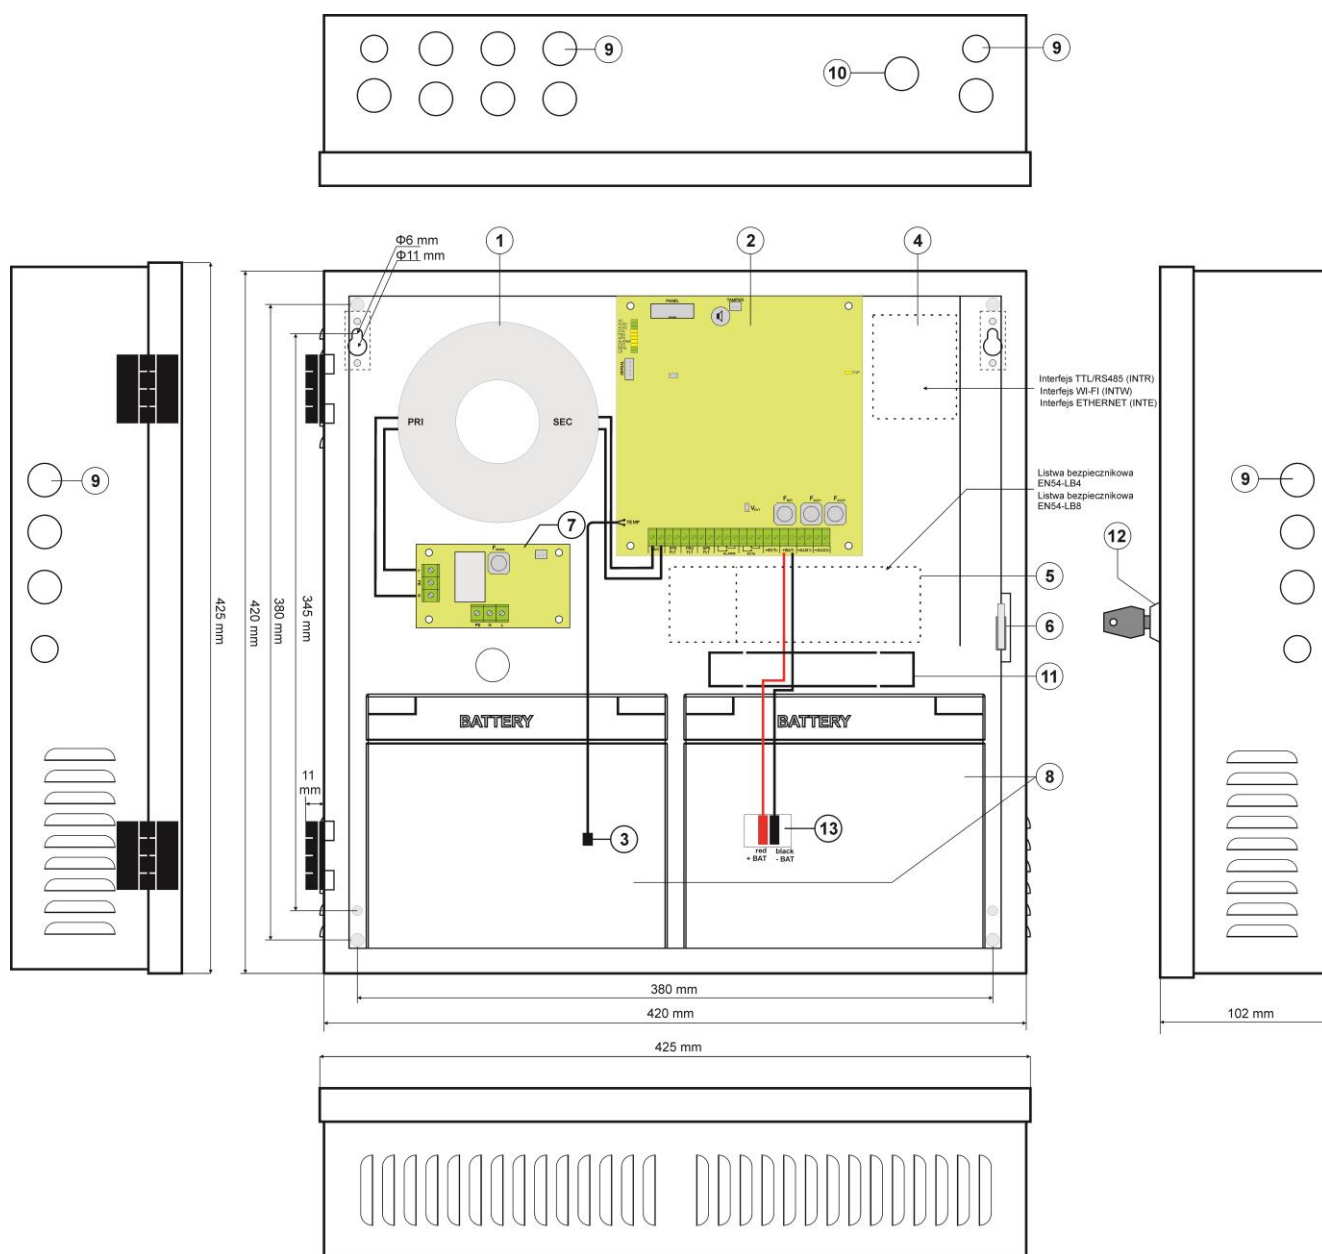 9
9
10
1
2
4
Φ6 mm
Φ11 mm
PANEL
TAMPER
SERIAL
PRI
SEC
Interfejs TTL/RS485 (INTR)
Interfejs WI-FI (INTW)
Interfejs ETHERNET (INTE)
9
9
Listwa bezpiecznikowa
EN54-LB4
Listwa bezpiecznikowa
EN54-LB8
TEMP
7
12
5
6
11
PE N L
425 mm
420 mm
380 mm
345 mm
BATTERY
BATTERY
11
mm
8
3
13
red
+ BAT
black
- BAT
380 mm
420 mm
102 mm
425 mm